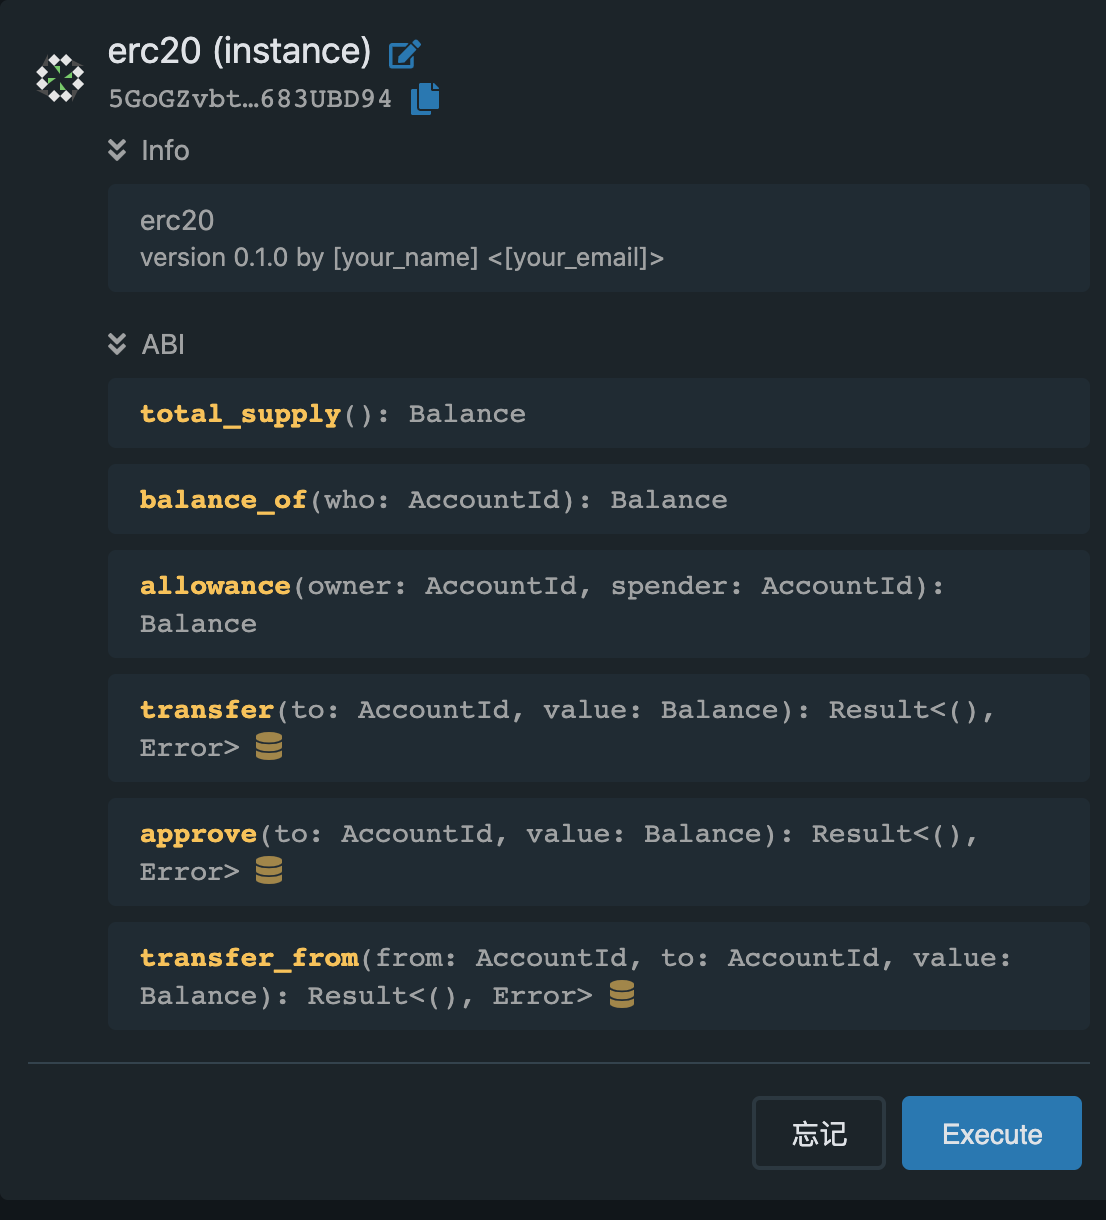 erc20 (instance)
5GoGZvbt…683UBD94
Info
erc20
version 0.1.0 by [your_name] <[your_email]>
ABI
total_supply(): Balance
balance_of(who: AccountId): Balance
allowance(owner: AccountId, spender: AccountId):
Balance
transfer(to: AccountId, value: Balance): Result<(),
Error>
approve(to: AccountId, value: Balance): Result<(),
Error>
transfer_from(from: AccountId, to: AccountId, value:
Balance): Result<(), Error>
忘记
Execute